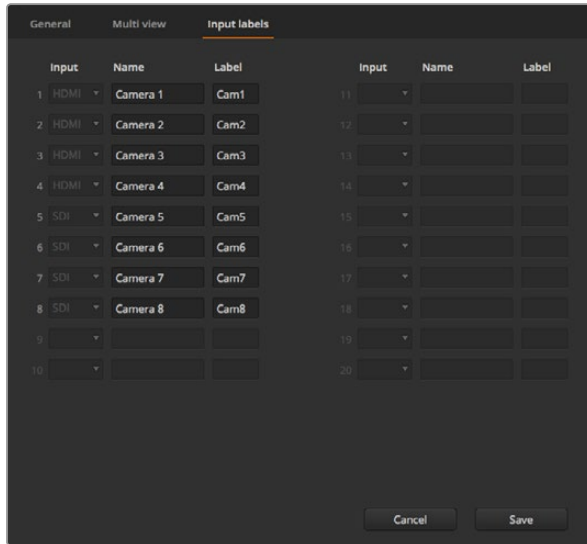 General Multi view Input labels
Input Name Label Input Name Label
1 HDMI Camera 1 Cam1 11
2 HDMI Camera 2 Cam2 12
3 HDMI Camera 3 Cam3 13
4 HDMI Camera 4 Cam4 14
5 SDI Camera 5 Cam5 15
6 SDI Camera 6 Cam6 16
7 SDI Camera 7 Cam7 17
8 SDI Camera 8 Cam8 18
9 19
10 20
Cancel Save